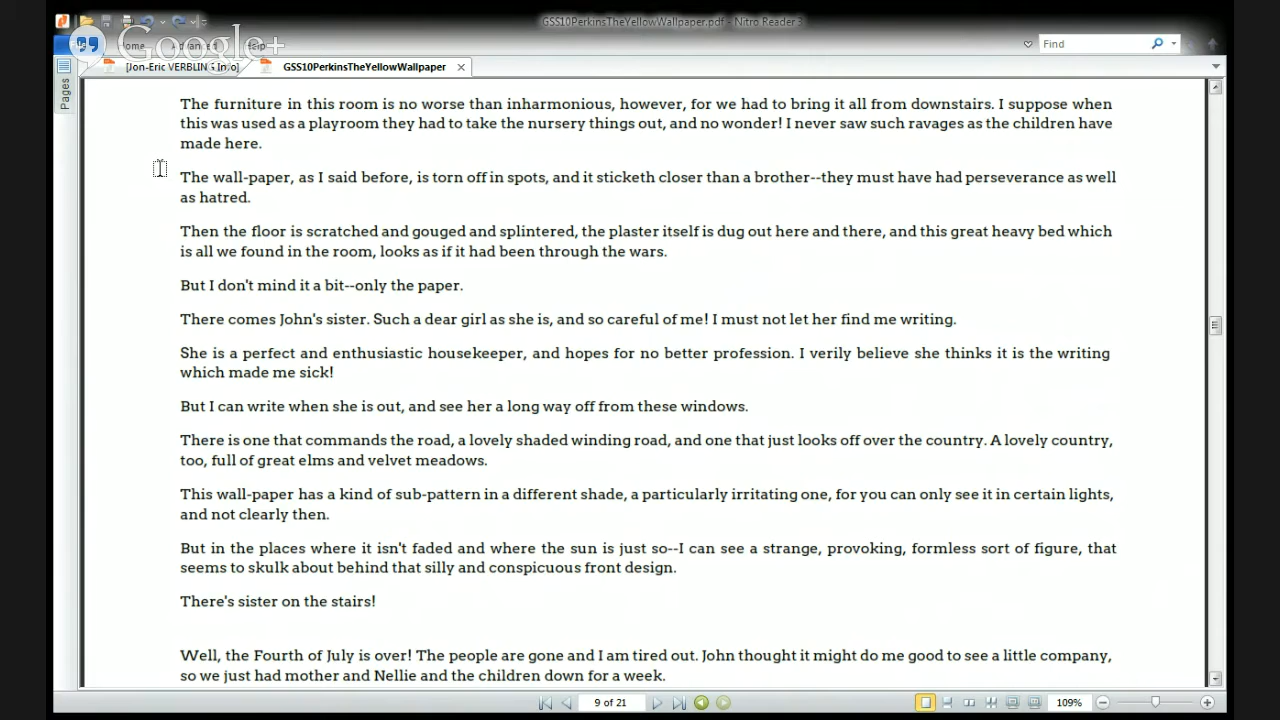 GSS10PerkinsTheYellowWallpaper.pdf - Nitro Reader 3
Google+
Home Advanced Help
Find
[Jon-Eric VERBLING Info] GSS10PerkinsTheYellowWallpaper
Pages
The furniture in this room is no worse than inharmonious, however, for we had to bring it all from downstairs. I suppose when
this was used as a playroom they had to take the nursery things out, and no wonder! I never saw such ravages as the children have
made here.
The wall-paper, as I said before, is torn off in spots, and it sticketh closer than a brother--they must have had perseverance as well
as hatred.
Then the floor is scratched and gouged and splintered, the plaster itself is dug out here and there, and this great heavy bed which
is all we found in the room, looks as if it had been through the wars.
But I don't mind it a bit--only the paper.
There comes John's sister. Such a dear girl as she is, and so careful of me! I must not let her find me writing.
She is a perfect and enthusiastic housekeeper, and hopes for no better profession. I verily believe she thinks it is the writing
which made me sick!
But I can write when she is out, and see her a long way off from these windows.
There is one that commands the road, a lovely shaded winding road, and one that just looks off over the country. A lovely country,
too, full of great elms and velvet meadows.
This wall-paper has a kind of sub-pattern in a different shade, a particularly irritating one, for you can only see it in certain lights,
and not clearly then.
But in the places where it isn't faded and where the sun is just so--I can see a strange, provoking, formless sort of figure, that
seems to skulk about behind that silly and conspicuous front design.
There's sister on the stairs!
Well, the Fourth of July is over! The people are gone and I am tired out. John thought it might do me good to see a little company,
so we just had mother and Nellie and the children down for a week.
9 of 21
109%